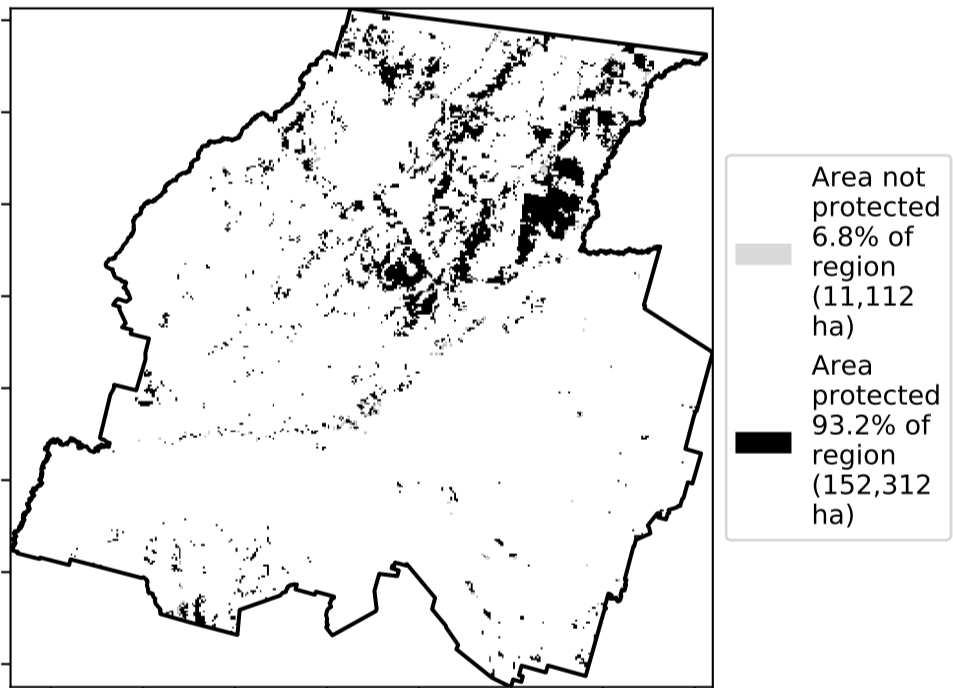 Area not
protected
6.8% of
region
(11,112
ha)
Area
protected
93.2% of
region
(152,312
ha)